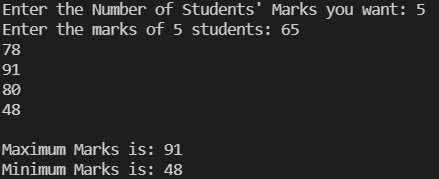 Enter the Number of Students' Marks you want: 5
Enter the marks of 5 students: 65
78
91
80
48
Maximum Marks is: 91
Minimum Marks is: 48